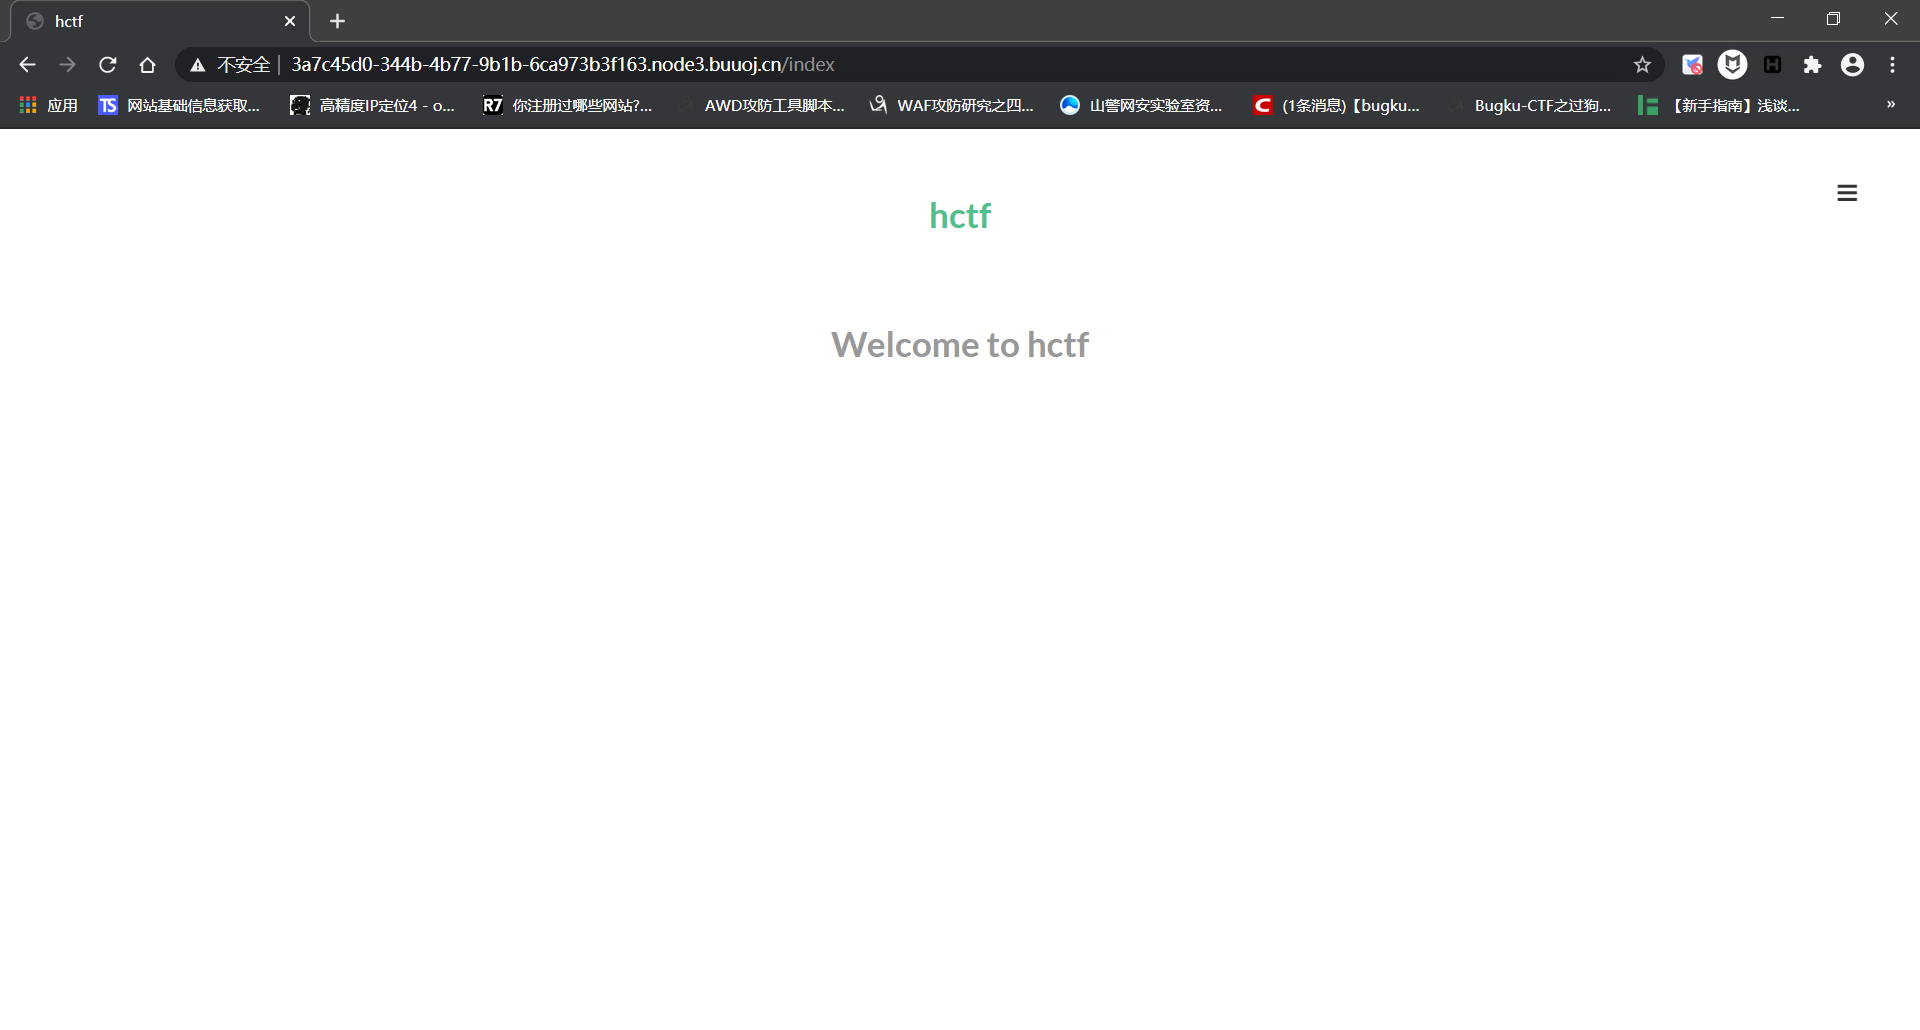 hctf
不安全 | 3a7c45d0-344b-4b77-9b1b-6ca973b3f163.node3.buuoj.cn/index
应用 TS 网站基础信息获取... 高精度IP定位4 - o... R7 你注册过哪些网站?... AWD攻防工具脚本... WAF攻防研究之四... 山警网安实验室资... C (1条消息)【bugku... Bugku-CTF之过狗... 【新手指南】浅谈... »
hctf
Welcome to hctf